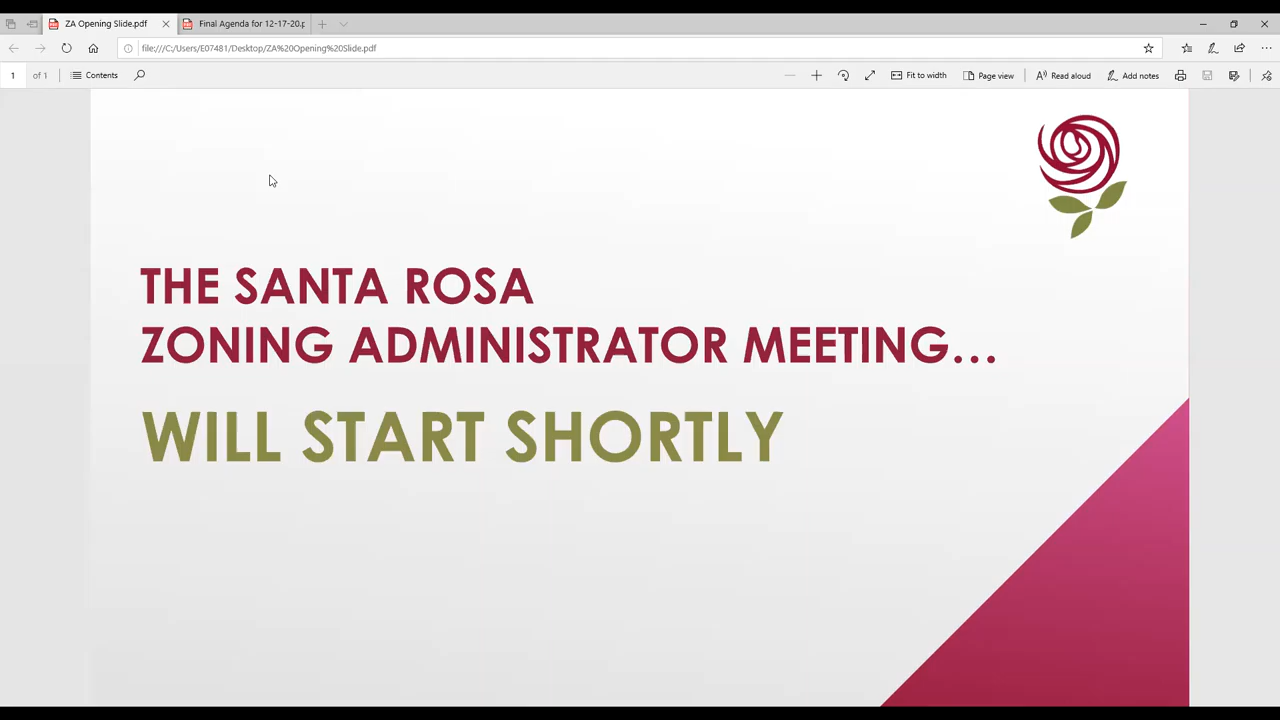 ZA Opening Slide.pdf
Final Agenda for 12-17-20.p
file:///C:/Users/E07481/Desktop/ZA%20Opening%20Slide.pdf
1 of 1 Contents Fit to width Page view Read aloud Add notes
THE SANTA ROSA
ZONING ADMINISTRATOR MEETING...
WILL START SHORTLY